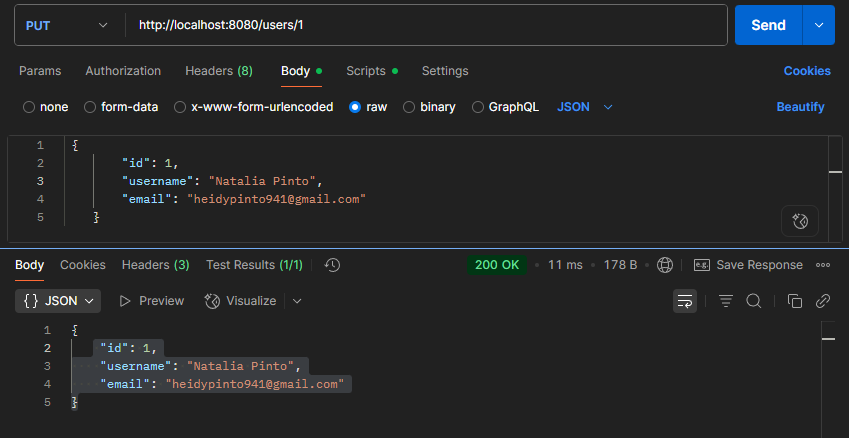 PUT http://localhost:8080/users/1 Send
Params Authorization Headers (8) Body Scripts Settings Cookies
none form-data x-www-form-urlencoded raw binary GraphQL JSON Beautify
1 {
2 "id": 1,
3 "username": "Natalia Pinto",
4 "email": "heidypinto941@gmail.com"
5 }
Body Cookies Headers (3) Test Results (1/1) 200 OK • 11 ms • 178 B e.g. Save Response
{} JSON Preview Visualize
1 {
2 "id": 1,
3 "username": "Natalia Pinto",
4 "email": "heidypinto941@gmail.com"
5 }